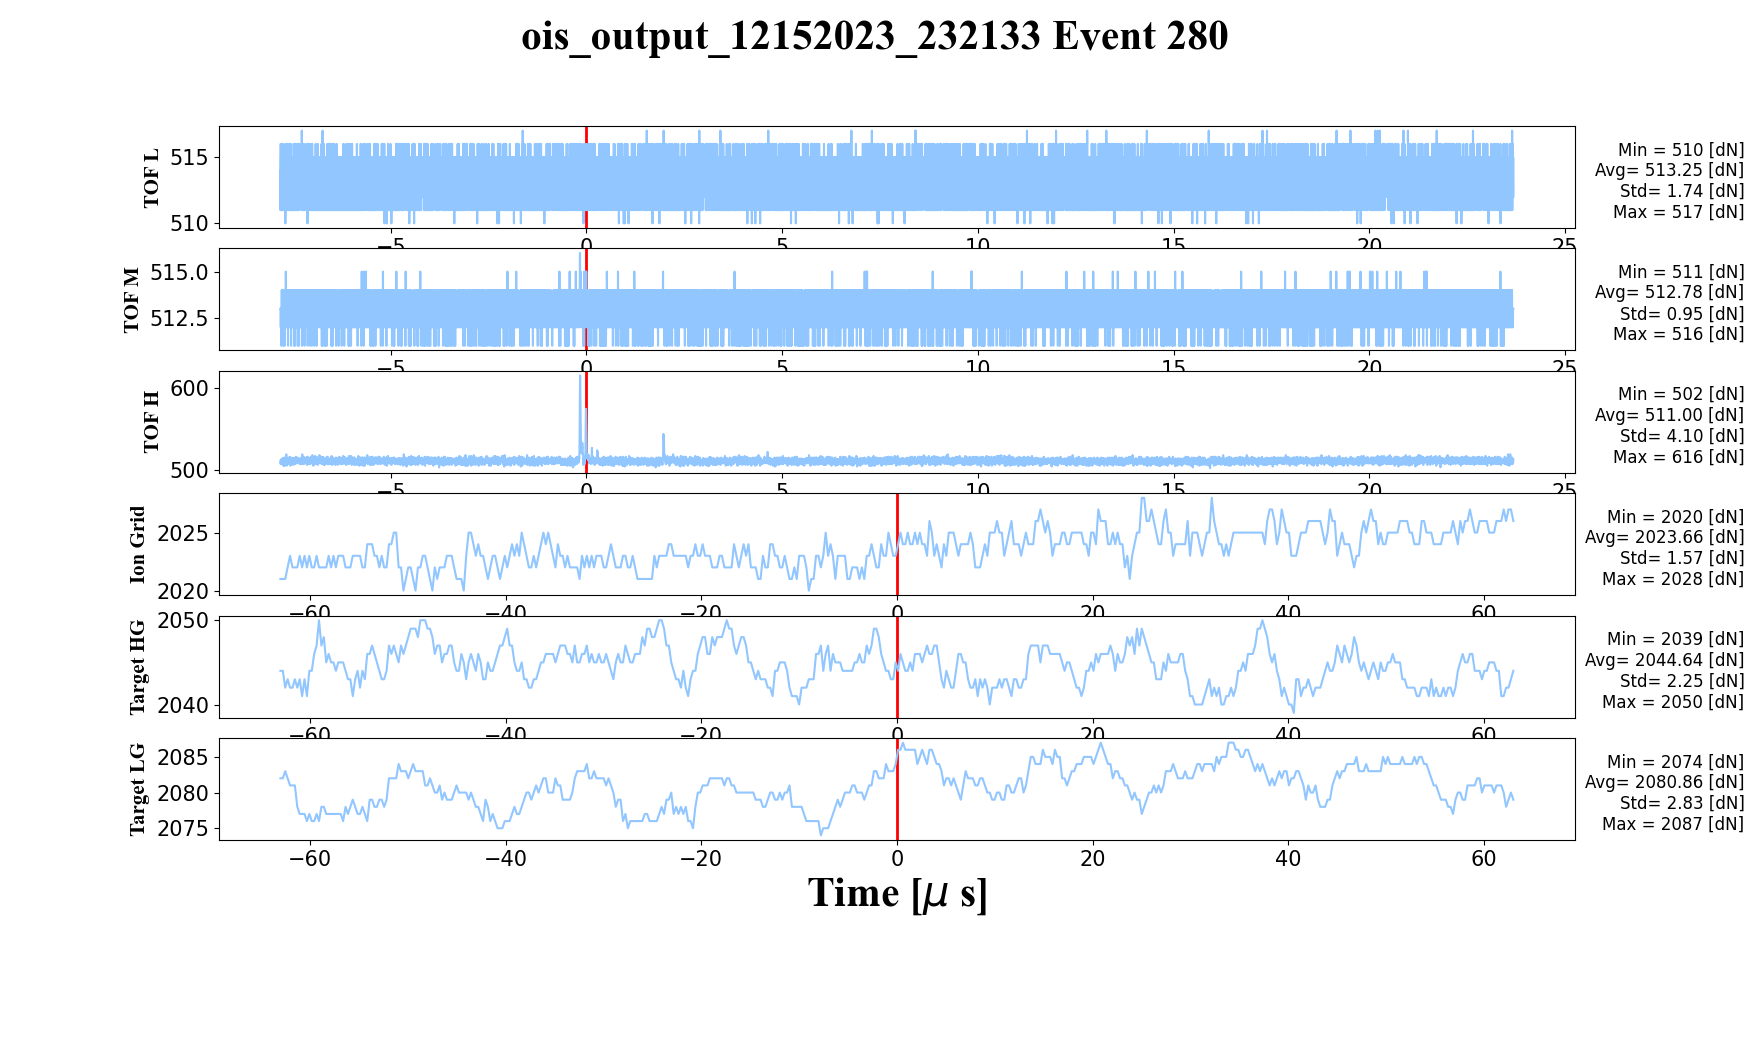 ois_output_12152023_232133 Event 280
TOF L
515
510
−5 0 5 10 15 20 25
Min = 510 [dN]
Avg= 513.25 [dN]
Std= 1.74 [dN]
Max = 517 [dN]
TOF M
515.0
512.5
−5 0 5 10 15 20 25
Min = 511 [dN]
Avg= 512.78 [dN]
Std= 0.95 [dN]
Max = 516 [dN]
TOF H
600
500
−5 0 5 10 15 20 25
Min = 502 [dN]
Avg= 511.00 [dN]
Std= 4.10 [dN]
Max = 616 [dN]
Ion Grid
2025
2020
−60 −40 −20 0 20 40 60
Min = 2020 [dN]
Avg= 2023.66 [dN]
Std= 1.57 [dN]
Max = 2028 [dN]
Target HG
2050
2040
−60 −40 −20 0 20 40 60
Min = 2039 [dN]
Avg= 2044.64 [dN]
Std= 2.25 [dN]
Max = 2050 [dN]
Target LG
2085
2080
2075
−60 −40 −20 0 20 40 60
Min = 2074 [dN]
Avg= 2080.86 [dN]
Std= 2.83 [dN]
Max = 2087 [dN]
Time [μ s]